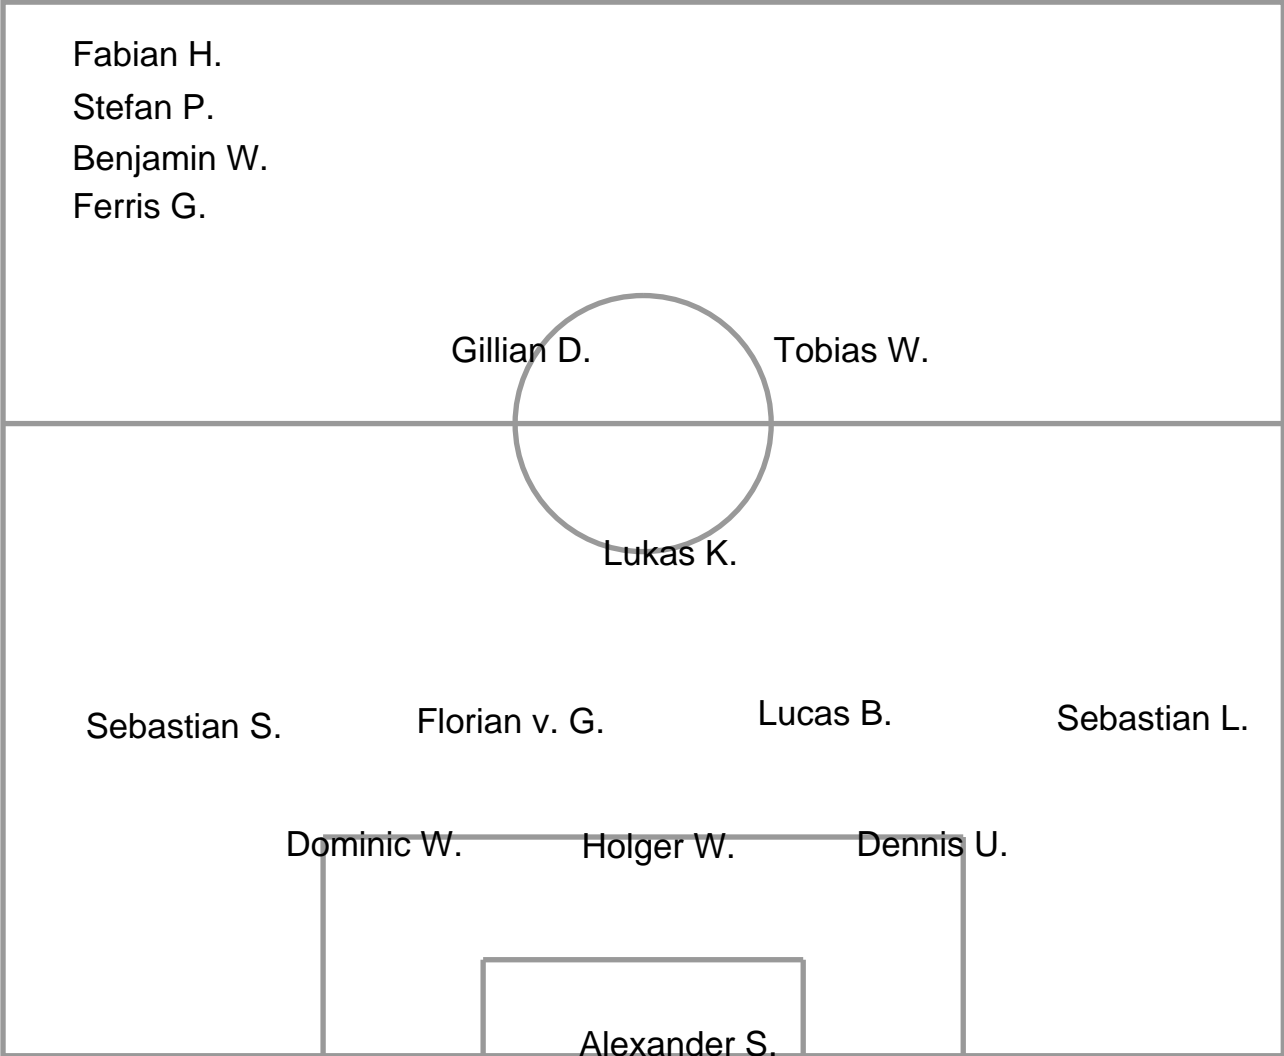 Fabian H.
Stefan P.
Benjamin W.
Ferris G.
Gillian D.
Tobias W.
Lukas K.
Sebastian S.
Florian v. G.
Lucas B.
Sebastian L.
Dominic W.
Holger W.
Dennis U.
Alexander S.